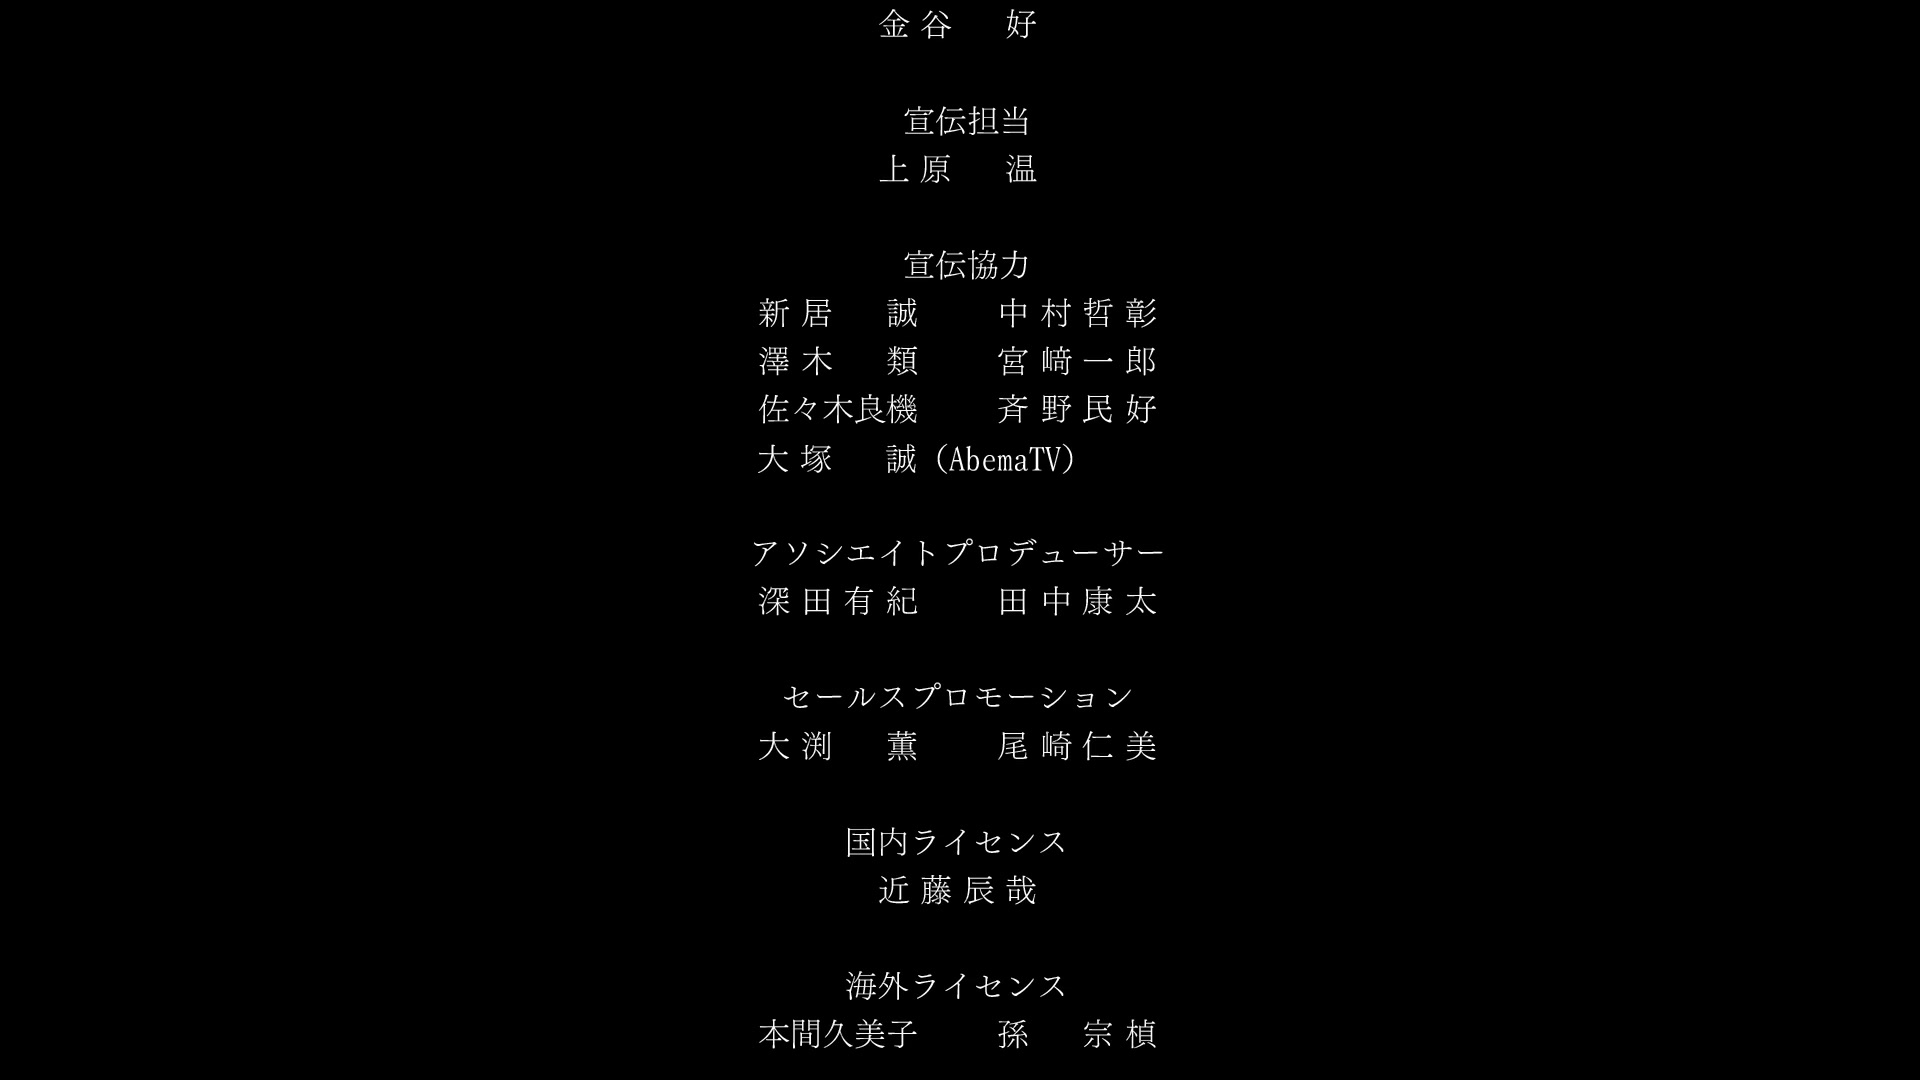 金谷　好
宣伝担当
上原　温
宣伝協力
新居　誠　中村哲彰
澤木　類　宮﨑一郎
佐々木良機　斉野民好
大塚　誠（AbemaTV）
アソシエイトプロデューサー
深田有紀　田中康太
セールスプロモーション
大渕　薫　尾崎仁美
国内ライセンス
近藤辰哉
海外ライセンス
本間久美子　孫　宗楨